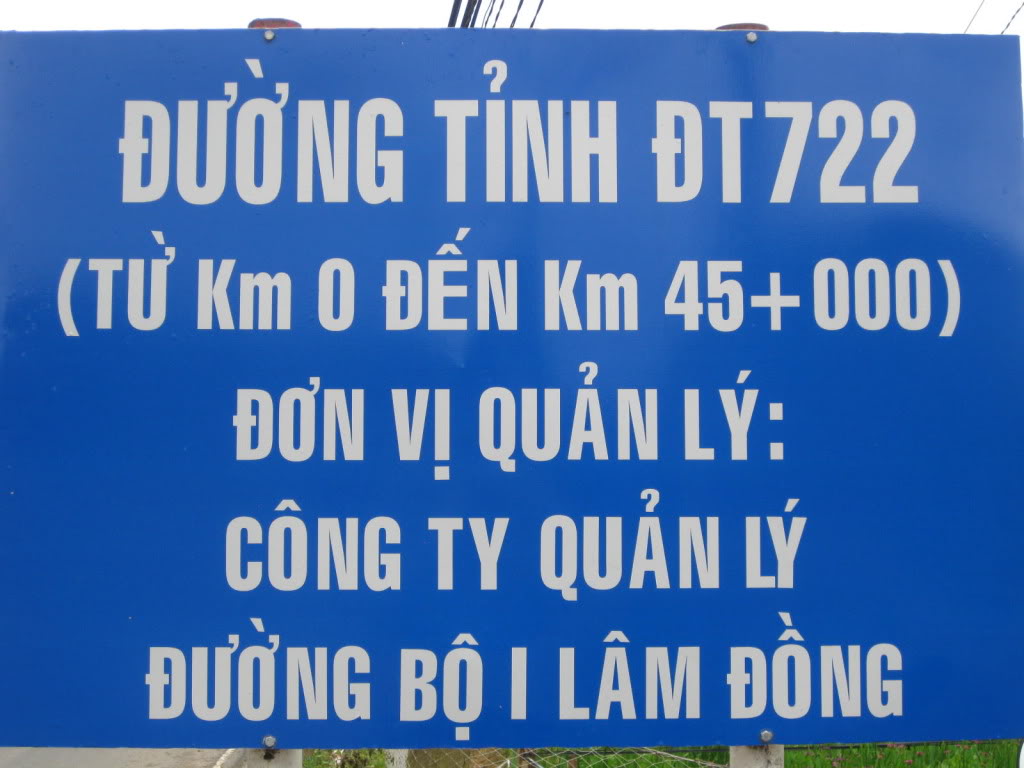 ĐƯỜNG TỈNH ĐT722
(TỪ Km 0 ĐẾN Km 45+000)
ĐƠN VỊ QUẢN LÝ:
CÔNG TY QUẢN LÝ
ĐƯỜNG BỘ I LÂM ĐỒNG